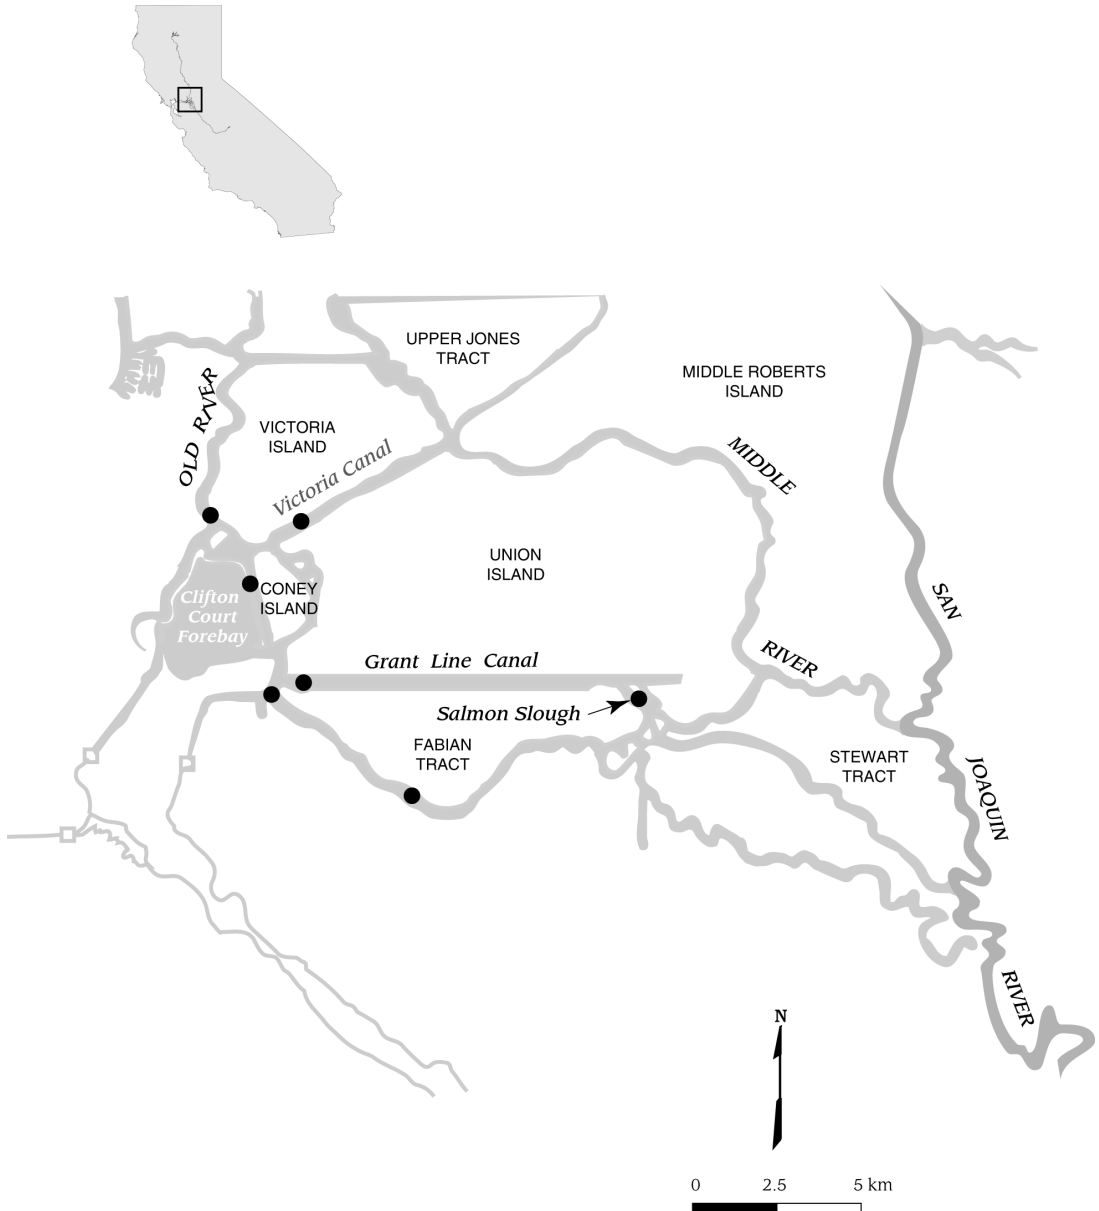 UPPER JONES
TRACT
MIDDLE ROBERTS
ISLAND
OLD RIVER
VICTORIA
ISLAND
Victoria Canal
MIDDLE
UNION
ISLAND
CONEY
ISLAND
Clifton
Court
Forebay
SAN
RIVER
Grant Line Canal
Salmon Slough
FABIAN
TRACT
STEWART
TRACT
JOAQUIN
RIVER
N
0 2.5 5 km